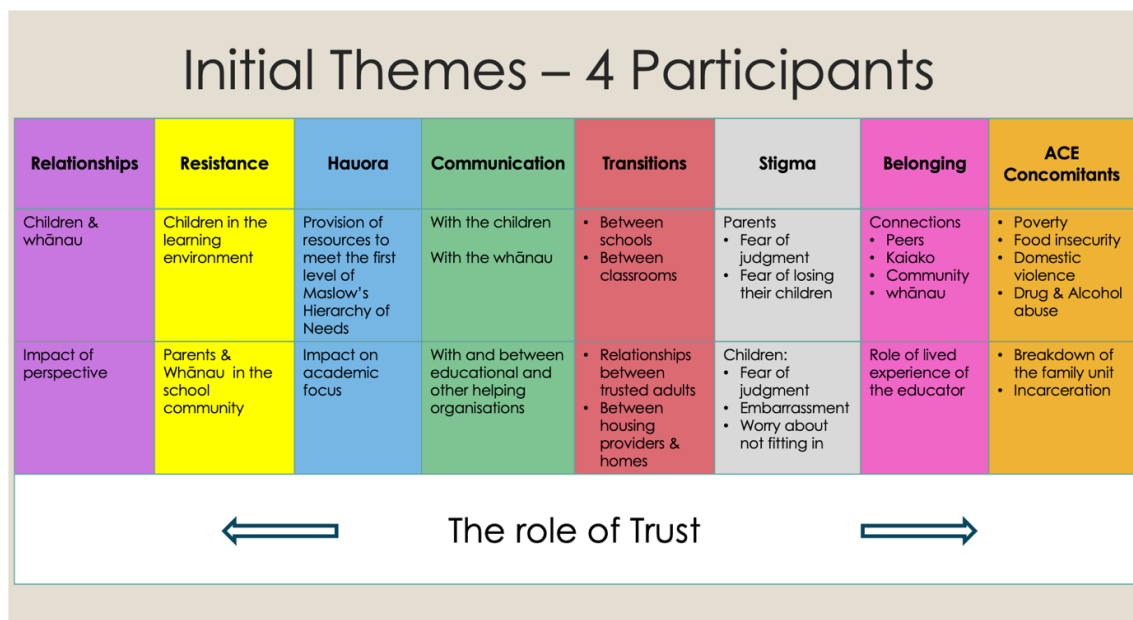 Initial Themes – 4 Participants
Relationships
Resistance
Hauora
Communication
Transitions
Stigma
Belonging
ACE
Concomitants
Children &
whānau
Children in the
learning
environment
Provision of
resources to
meet the first
level of
Maslow's
Hierarchy of
Needs
With the children
With the whānau
• Between
schools
• Between
classrooms
Parents
• Fear of
judgment
• Fear of losing
their children
Connections
• Peers
• Kaiako
• Community
• whānau
• Poverty
• Food insecurity
• Domestic
violence
• Drug & Alcohol
abuse
Impact of
perspective
Parents &
Whānau in the
school
community
Impact on
academic
focus
With and between
educational and
other helping
organisations
• Relationships
between
trusted adults
• Between
housing
providers &
homes
Children:
• Fear of
judgment
• Embarrassment
• Worry about
not fitting in
Role of lived
experience of
the educator
• Breakdown of
the family unit
• Incarceration
The role of Trust